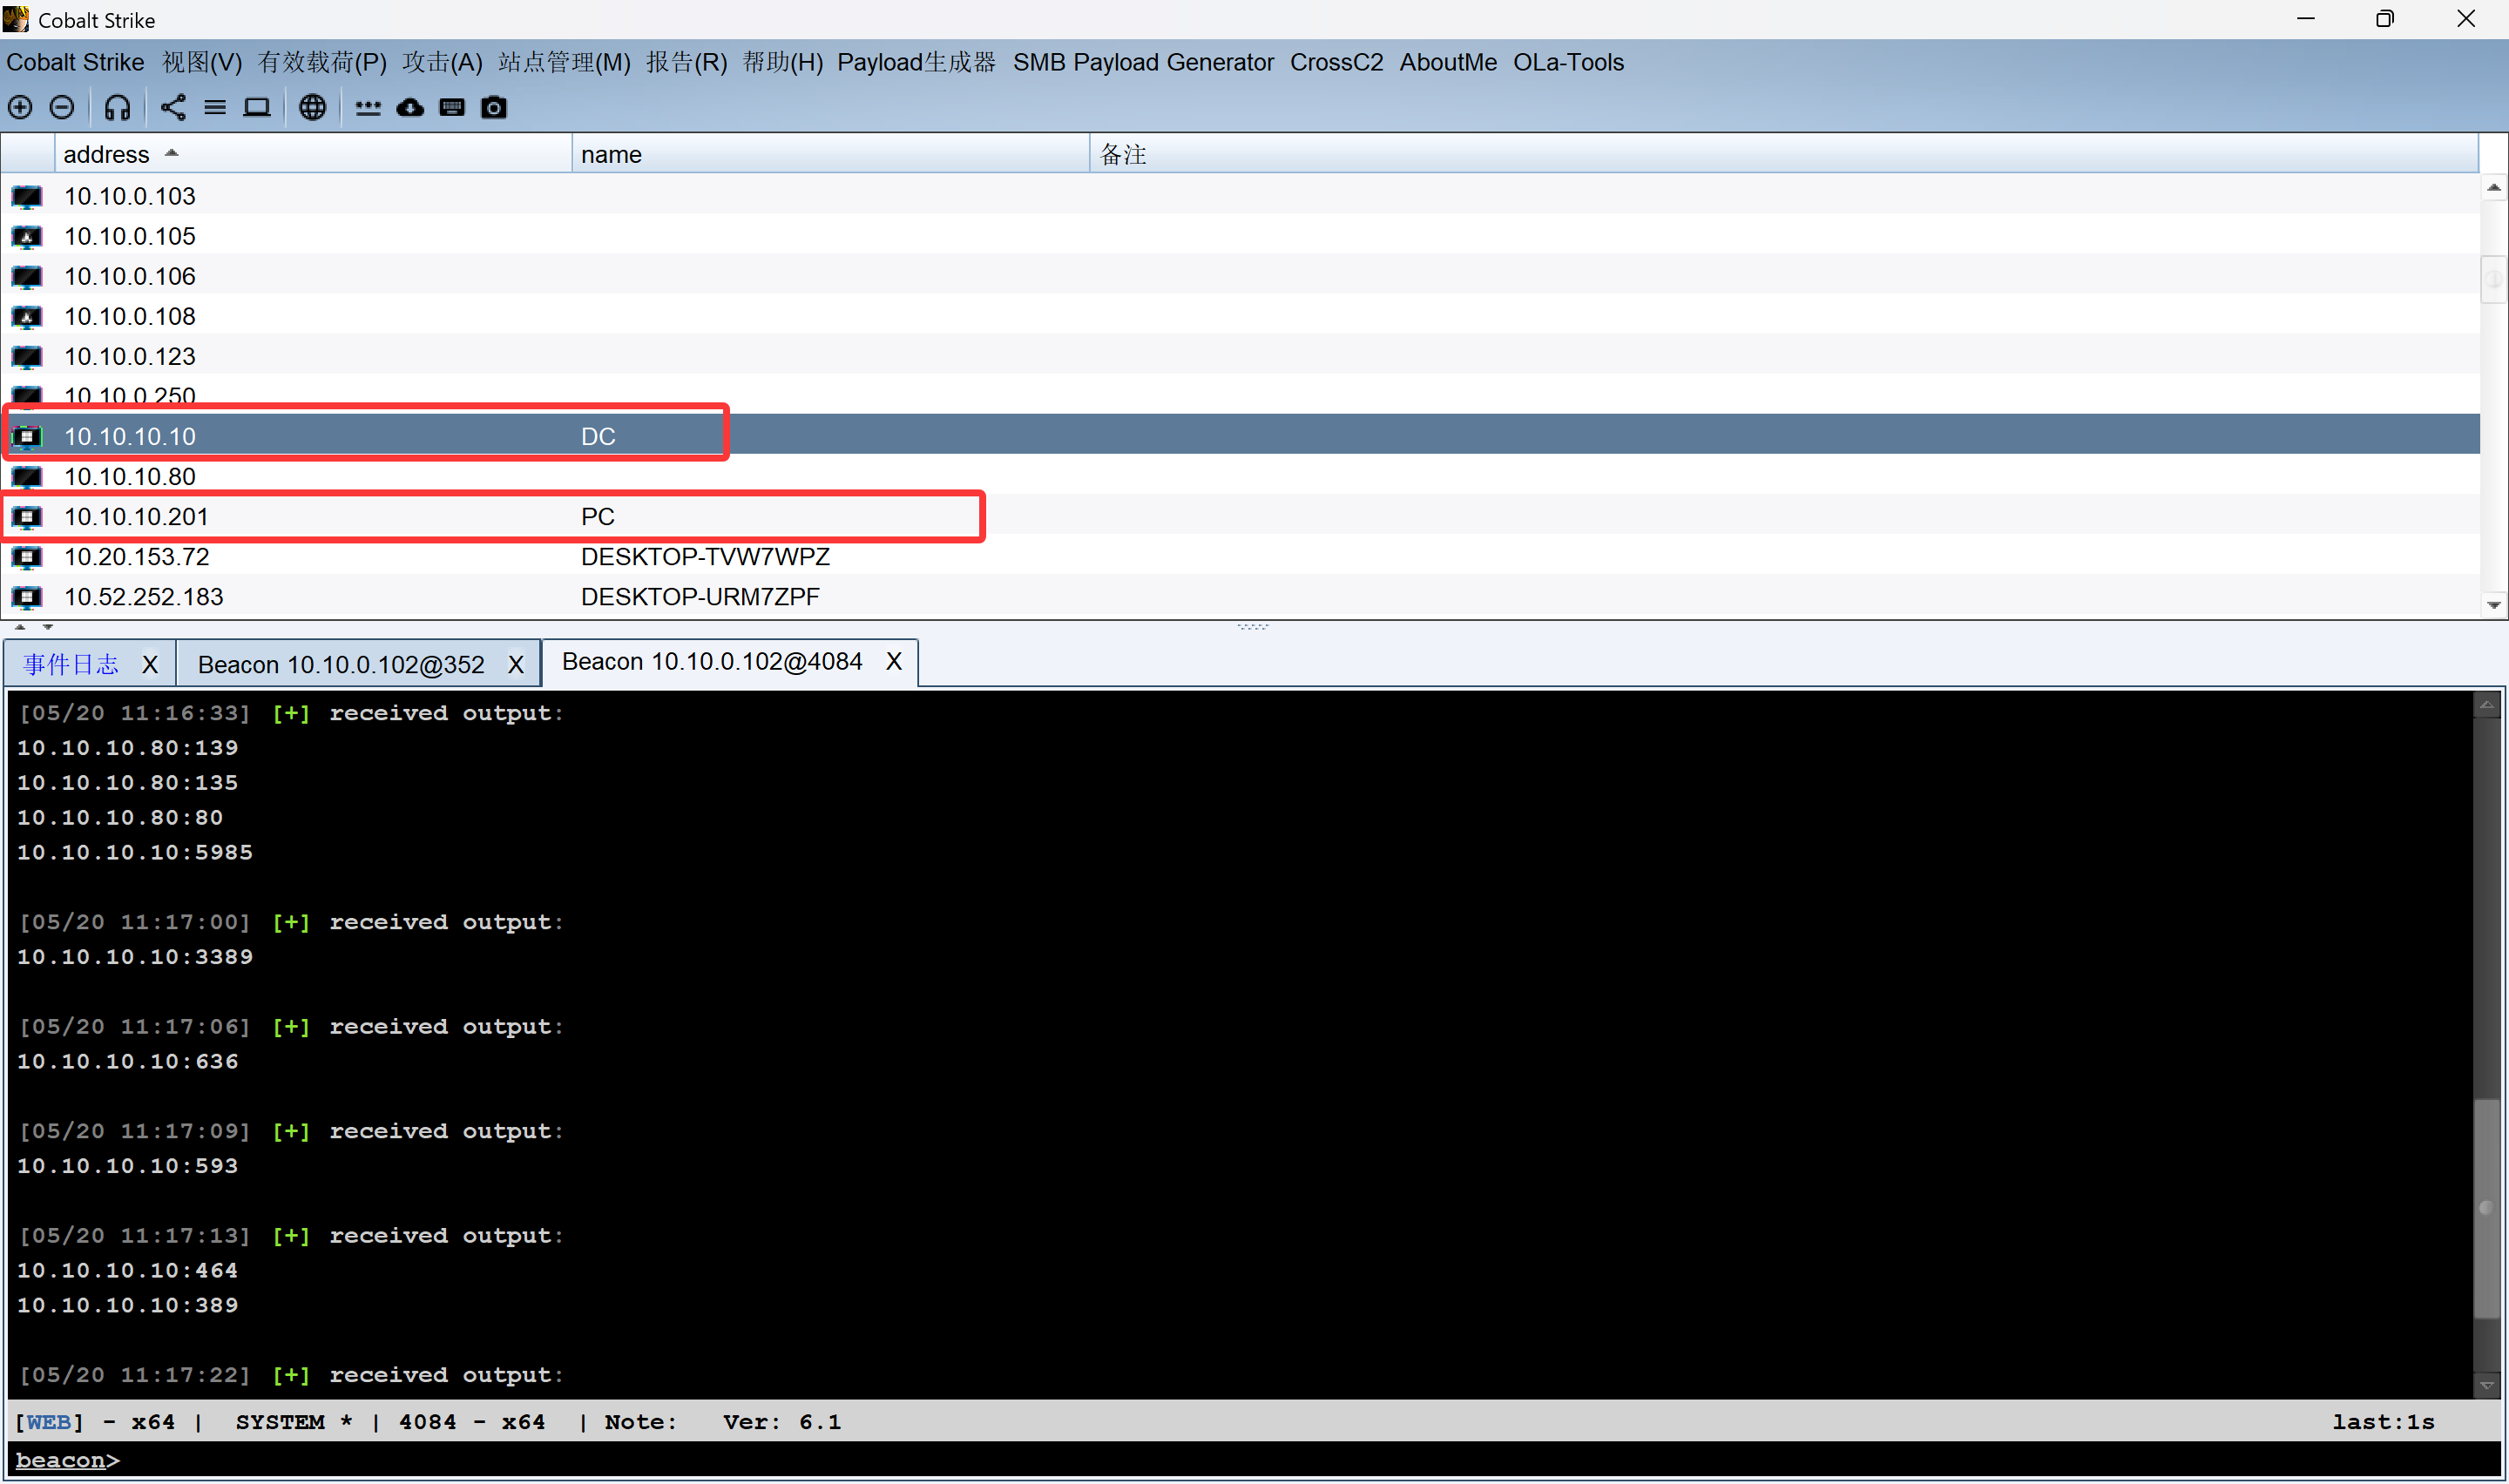 Cobalt Strike
Cobalt Strike 视图(V) 有效载荷(P) 攻击(A) 站点管理(M) 报告(R) 帮助(H) Payload生成器 SMB Payload Generator CrossC2 AboutMe OLa-Tools
address name 备注
10.10.0.103
10.10.0.105
10.10.0.106
10.10.0.108
10.10.0.123
10.10.0.250
10.10.10.10 DC
10.10.10.80
10.10.10.201 PC
10.20.153.72 DESKTOP-TVW7WPZ
10.52.252.183 DESKTOP-URM7ZPF
事件日志 X Beacon 10.10.0.102@352 X Beacon 10.10.0.102@4084 X
[05/20 11:16:33] [+] received output:
10.10.10.80:139
10.10.10.80:135
10.10.10.80:80
10.10.10.10:5985
[05/20 11:17:00] [+] received output:
10.10.10.10:3389
[05/20 11:17:06] [+] received output:
10.10.10.10:636
[05/20 11:17:09] [+] received output:
10.10.10.10:593
[05/20 11:17:13] [+] received output:
10.10.10.10:464
10.10.10.10:389
[05/20 11:17:22] [+] received output:
[WEB] - x64 | SYSTEM * | 4084 - x64 | Note: Ver: 6.1 last:1s
beacon>